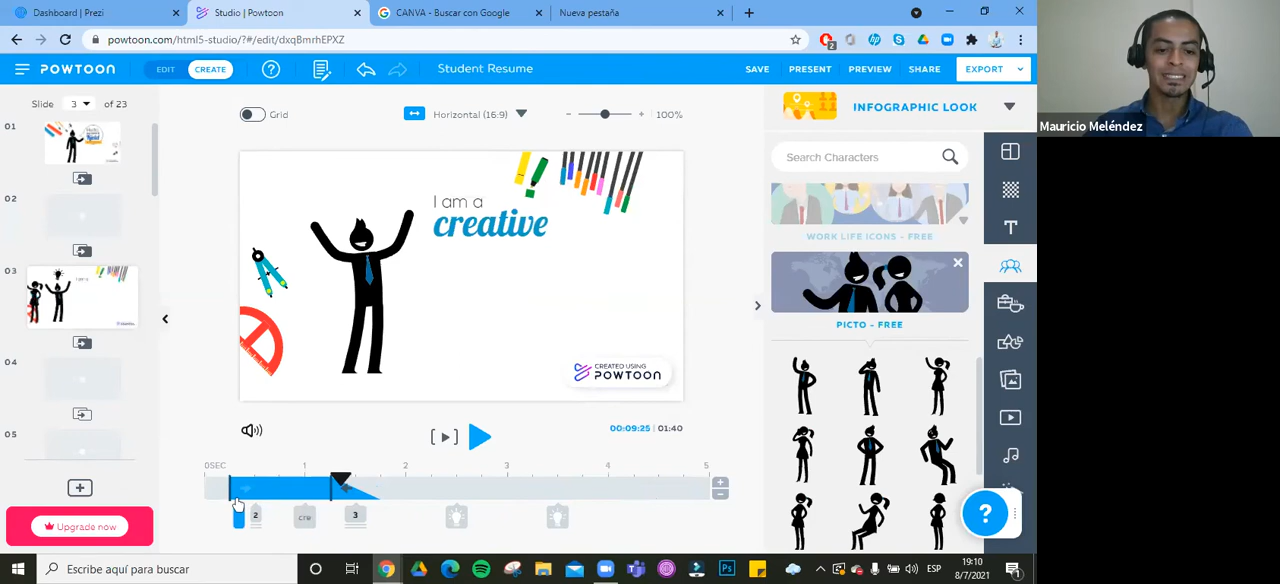 Dashboard | Prezi
Studio | Powtoon
CANVA - Buscar con Google
Nueva pestaña
powtoon.com/html5-studio/?#/edit/dxqBmrhEPXZ
2
POWTOON
EDIT
CREATE
Student Resume
SAVE
PRESENT
PREVIEW
SHARE
EXPORT
Mauricio Meléndez
Slide 3 of 23
Grid
Horizontal (16:9)
100%
INFOGRAPHIC LOOK
Search Characters
WORK LIFE ICONS - FREE
PICTO - FREE
01
02
03
04
05
I am a
creative
CREATED USING
POWTOON
00:09:25 | 01:40
0SEC 1 2 3 4 5
2
cre
3
Upgrade now
?
Escribe aquí para buscar
Ps
ESP
19:10
8/7/2021
1